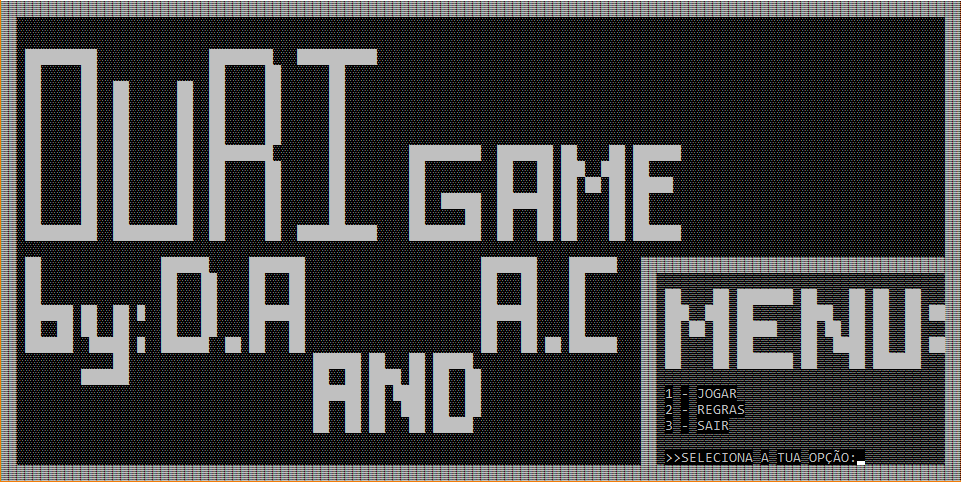 OURI GAME
by: D.A AND A.C
MENU:
1 - JOGAR
2 - REGRAS
3 - SAIR
>>SELECIONA A TUA OPÇÃO: